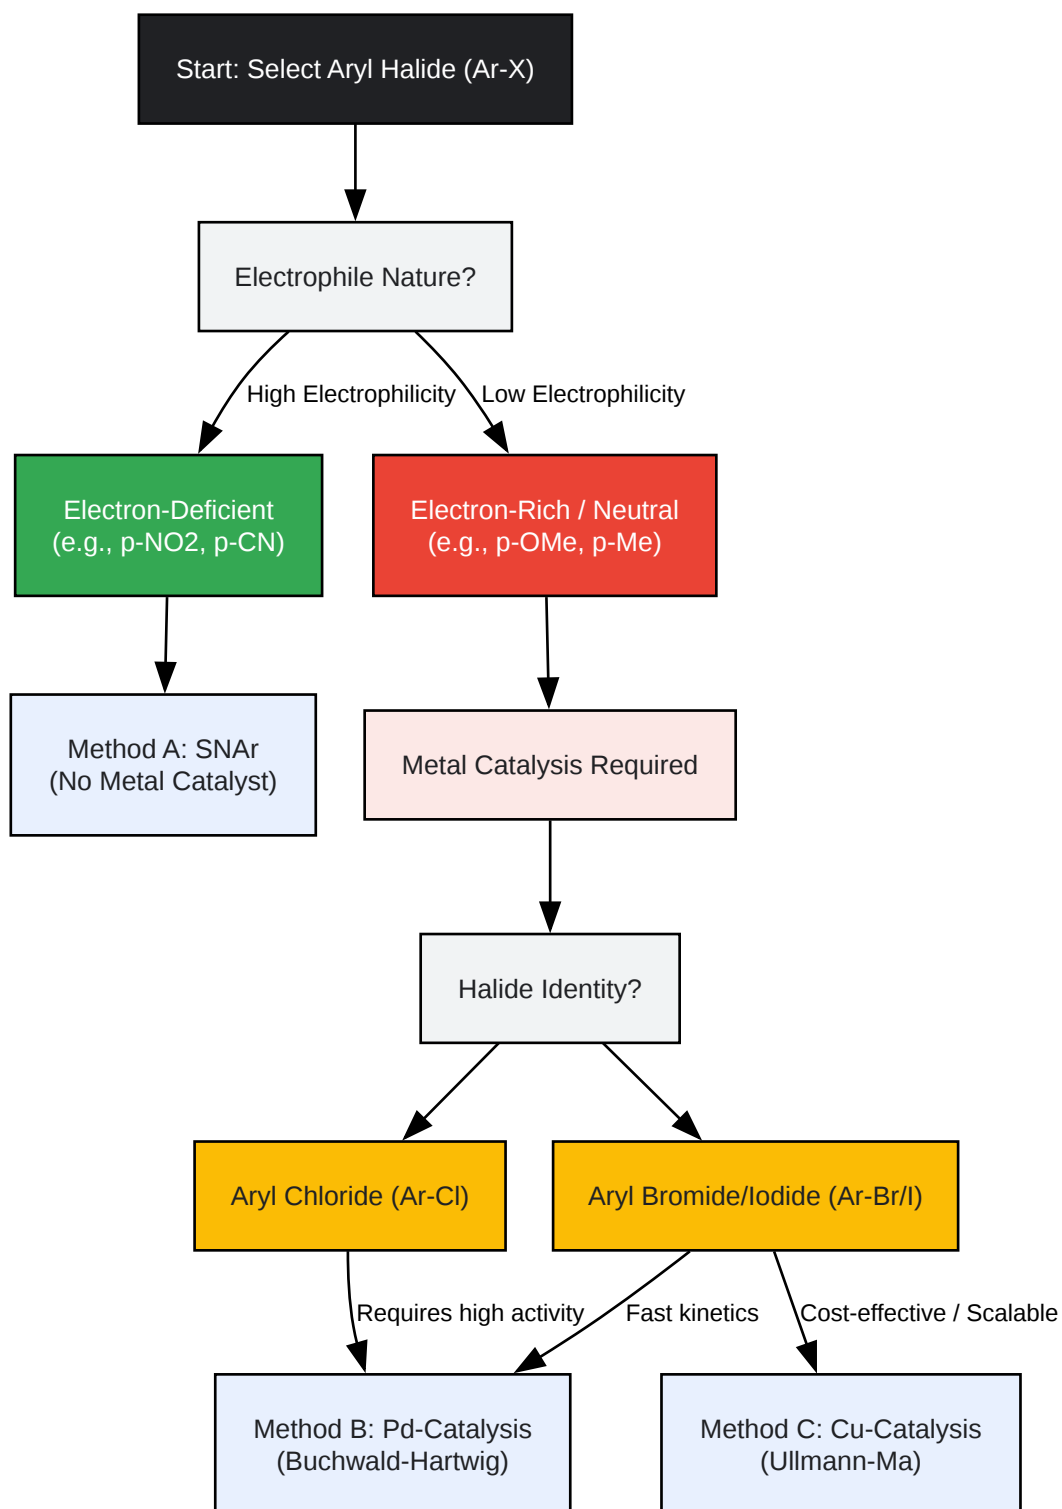 Start: Select Aryl Halide (Ar-X)
Electrophile Nature?
High Electrophilicity
Low Electrophilicity
Electron-Deficient
(e.g., p-NO2, p-CN)
Electron-Rich / Neutral
(e.g., p-OMe, p-Me)
Method A: SNAr
(No Metal Catalyst)
Metal Catalysis Required
Halide Identity?
Aryl Chloride (Ar-Cl)
Aryl Bromide/Iodide (Ar-Br/I)
Requires high activity
Fast kinetics
Cost-effective / Scalable
Method B: Pd-Catalysis
(Buchwald-Hartwig)
Method C: Cu-Catalysis
(Ullmann-Ma)